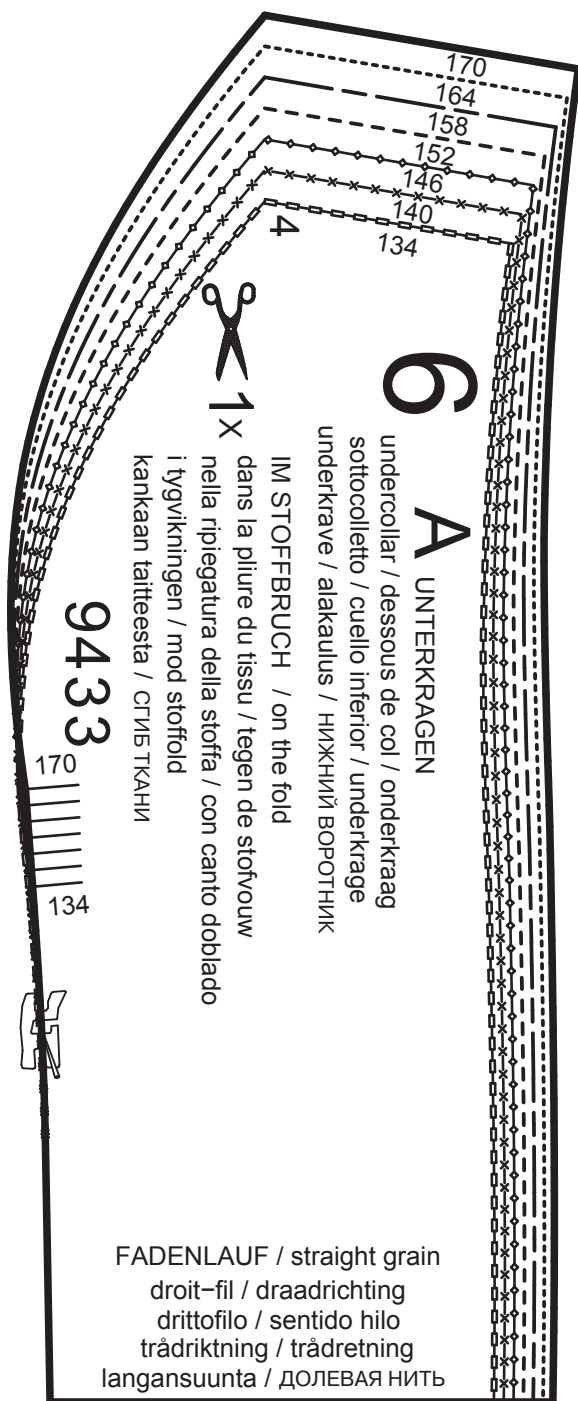 170
164
158
152
146
140
134
4
6
A UNTERKRAGEN
undercollar / dessous de col / onderkraag
sottocolletto / cuello inferior / underkrage
underkrave / alakaulus / НИЖНИЙ ВОРОТНИК
1x
IM STOFFBRUCH / on the fold
dans la pliure du tissu / tegen de stofvouw
nella ripiegatura della stoffa / con canto doblado
i tygvikningen / mod stoffold
kankaan taitteesta / СГИБ ТКАНИ
9433
170
134
FADENLAUF / straight grain
droit−fil / draadrichting
drittofilo / sentido hilo
trådriktning / trådretning
langansuunta / ДОЛЕВАЯ НИТЬ